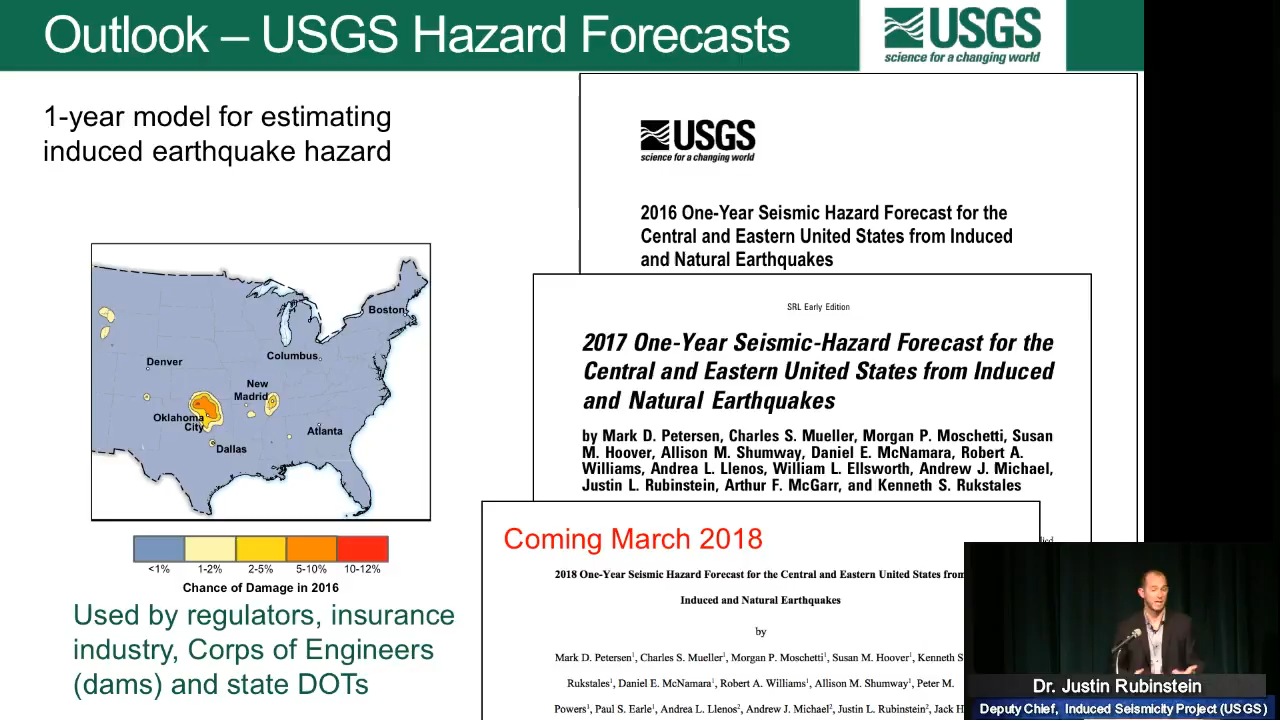 Outlook – USGS Hazard Forecasts
USGS
science for a changing world
1-year model for estimating
induced earthquake hazard
USGS
science for a changing world
2016 One-Year Seismic Hazard Forecast for the
Central and Eastern United States from Induced
and Natural Earthquakes
SRL Early Edition
2017 One-Year Seismic-Hazard Forecast for the
Central and Eastern United States from Induced
and Natural Earthquakes
by Mark D. Petersen, Charles S. Mueller, Morgan P. Moschetti, Susan
M. Hoover, Allison M. Shumway, Daniel E. McNamara, Robert A.
Williams, Andrea L. Llenos, William L. Ellsworth, Andrew J. Michael,
Justin L. Rubinstein, Arthur F. McGarr, and Kenneth S. Rukstales
Boston
Columbus
Denver
New
Madrid
Oklahoma
City
Atlanta
Dallas
<1% 1-2% 2-5% 5-10% 10-12%
Chance of Damage in 2016
Used by regulators, insurance
industry, Corps of Engineers
(dams) and state DOTs
Coming March 2018
2018 One-Year Seismic Hazard Forecast for the Central and Eastern United States from
Induced and Natural Earthquakes
by
Mark D. Petersen¹, Charles S. Mueller¹, Morgan P. Moschetti¹, Susan M. Hoover¹, Kenneth S
Rukstales¹, Daniel E. McNamara¹, Robert A. Williams¹, Allison M. Shumway¹, Peter M.
Powers¹, Paul S. Earle¹, Andrea L. Llenos², Andrew J. Michael², Justin L. Rubinstein², Jack H
Dr. Justin Rubinstein
Deputy Chief, Induced Seismicity Project (USGS)